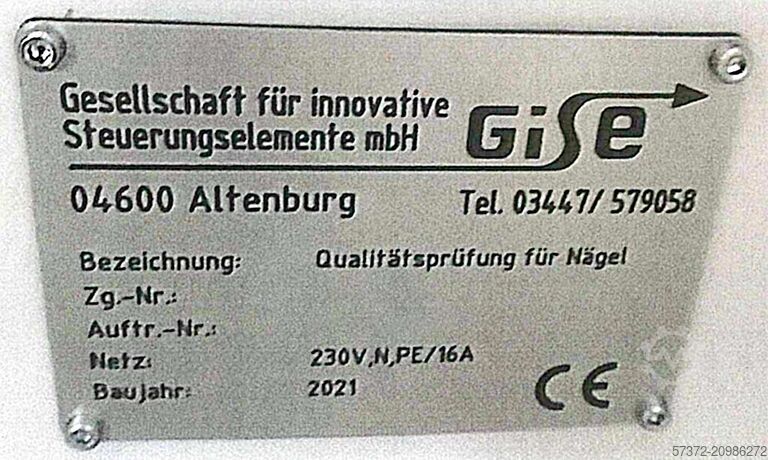 Gesellschaft für innovative
Steuerungselemente mbH
GiSe
04600 Altenburg Tel. 03447/579058
Bezeichnung: Qualitätsprüfung für Nägel
Zg.-Nr.:
Auftr.-Nr.:
Netz: 230V,N,PE/16A
Baujahr: 2021
CE
57372-20986272